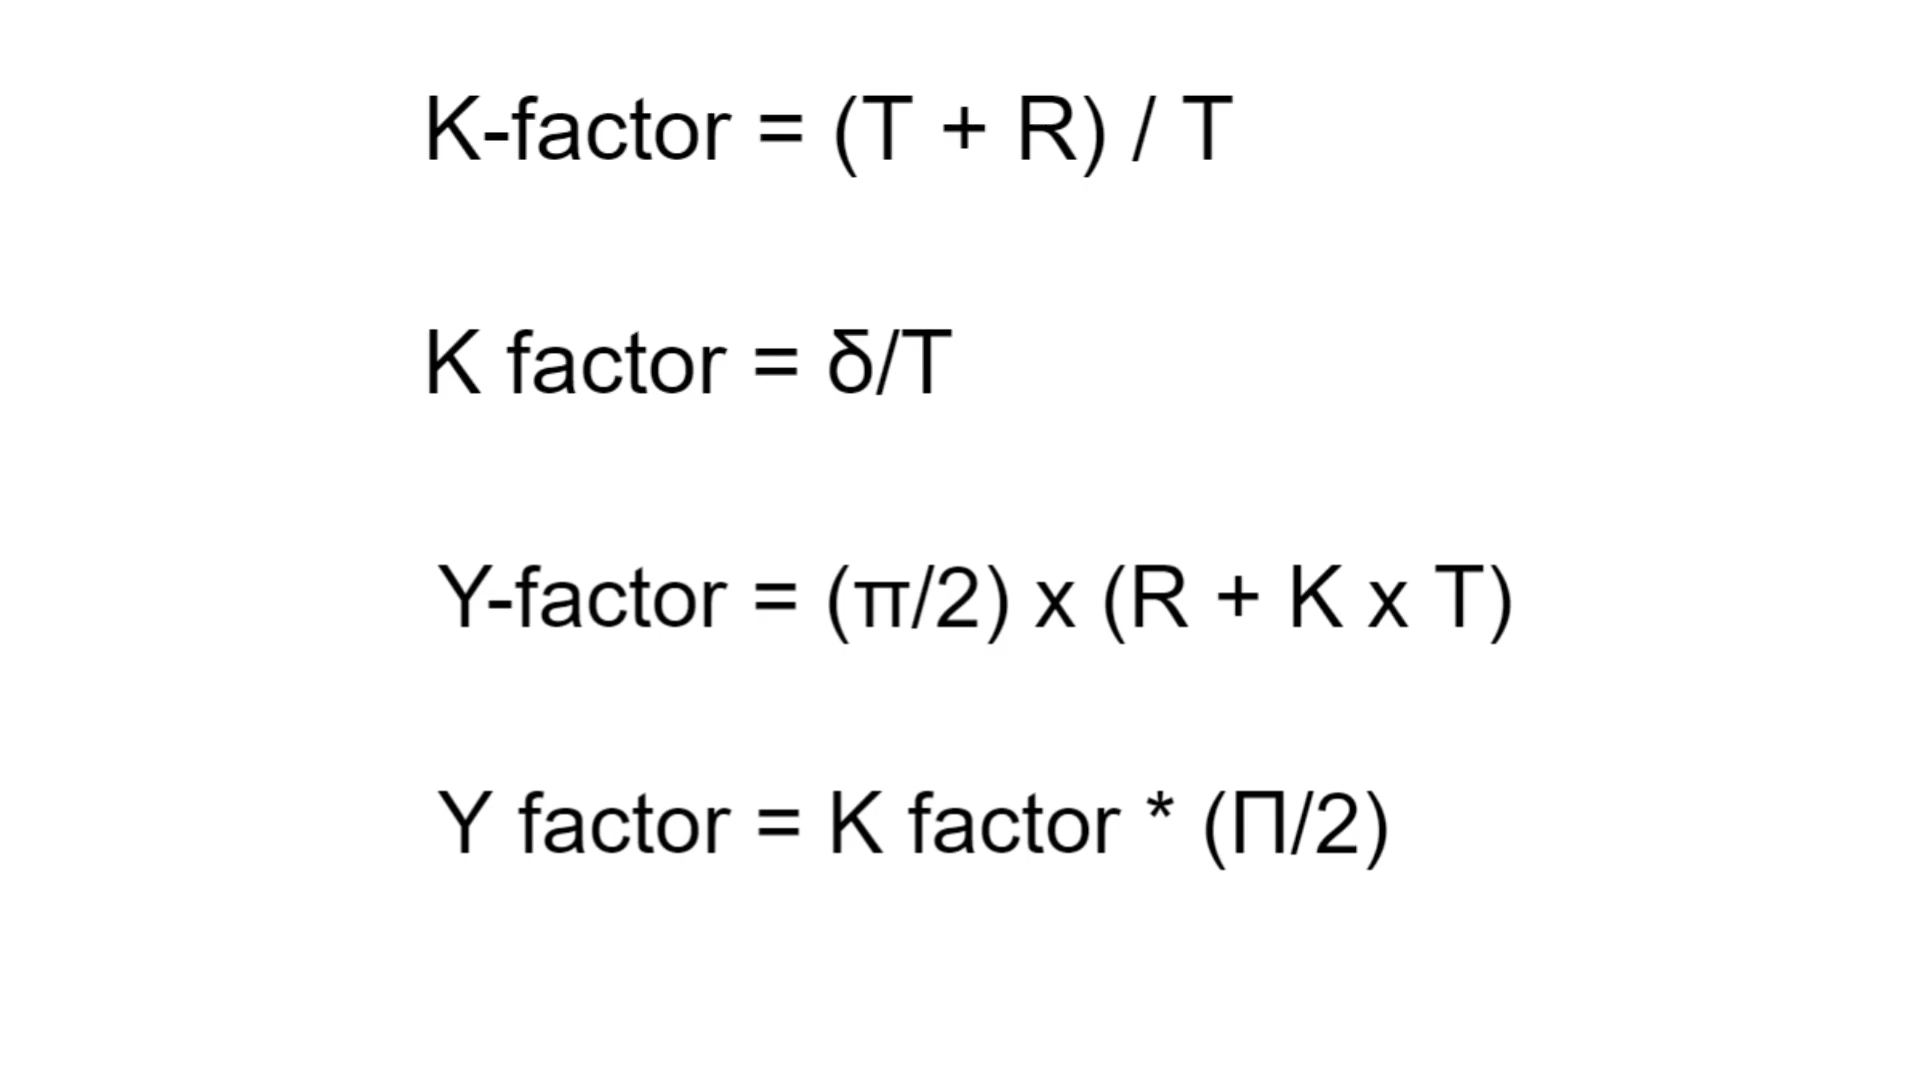 K-factor = (T + R) / T
K factor = δ/T
Y-factor = (π/2) x (R + K x T)
Y factor = K factor * (Π/2)